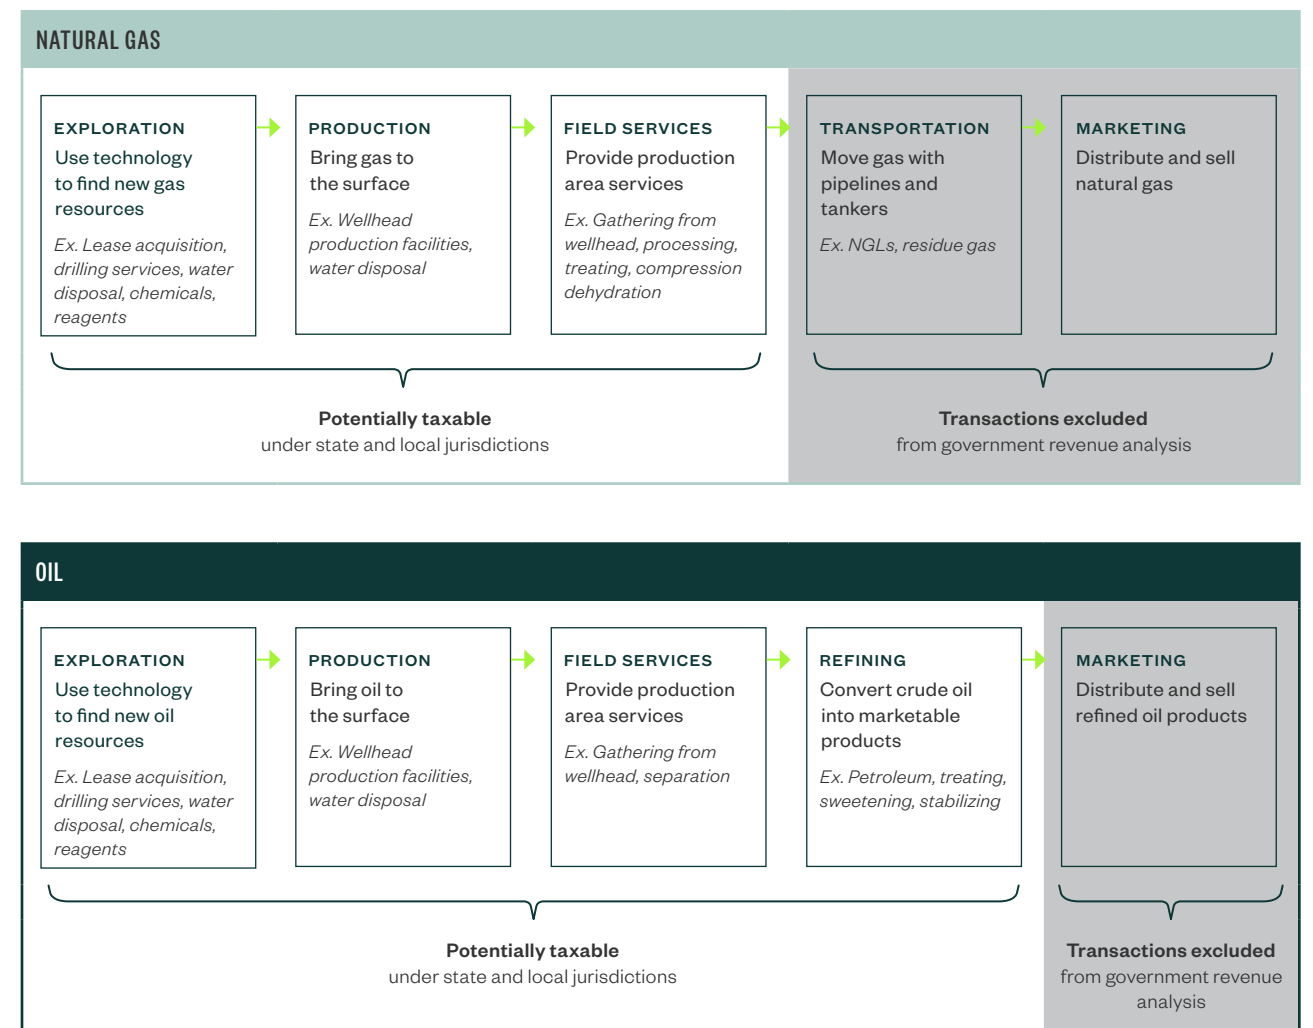 NATURAL GAS
EXPLORATION
Use technology
to find new gas
resources
Ex. Lease acquisition,
drilling services, water
disposal, chemicals,
reagents
PRODUCTION
Bring gas to
the surface
Ex. Wellhead
production facilities,
water disposal
FIELD SERVICES
Provide production
area services
Ex. Gathering from
wellhead, processing,
treating, compression
dehydration
TRANSPORTATION
Move gas with
pipelines and
tankers
Ex. NGLs, residue gas
MARKETING
Distribute and sell
natural gas
Potentially taxable
under state and local jurisdictions
Transactions excluded
from government revenue analysis
OIL
EXPLORATION
Use technology
to find new oil
resources
Ex. Lease acquisition,
drilling services, water
disposal, chemicals,
reagents
PRODUCTION
Bring oil to
the surface
Ex. Wellhead
production facilities,
water disposal
FIELD SERVICES
Provide production
area services
Ex. Gathering from
wellhead, separation
REFINING
Convert crude oil
into marketable
products
Ex. Petroleum, treating,
sweetening, stabilizing
MARKETING
Distribute and sell
refined oil products
Potentially taxable
under state and local jurisdictions
Transactions excluded
from government revenue
analysis